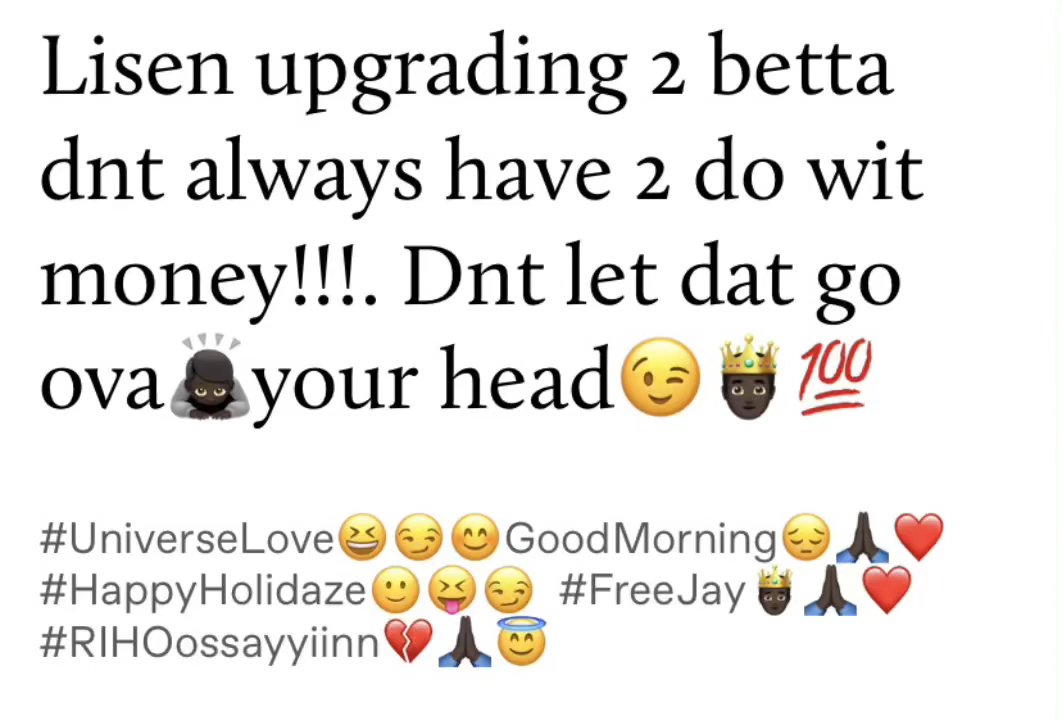 Lisen upgrading 2 betta
dnt always have 2 do wit
money!!!. Dnt let dat go
ova🙇🏿your head😉🤴🏿💯
#UniverseLove😆😏😊GoodMorning😔🙏🏿❤️
#HappyHolidaze🙂😝😏 #FreeJay🤴🏿🙏🏿❤️
#RIHOossayyiinn💔🙏🏿😇